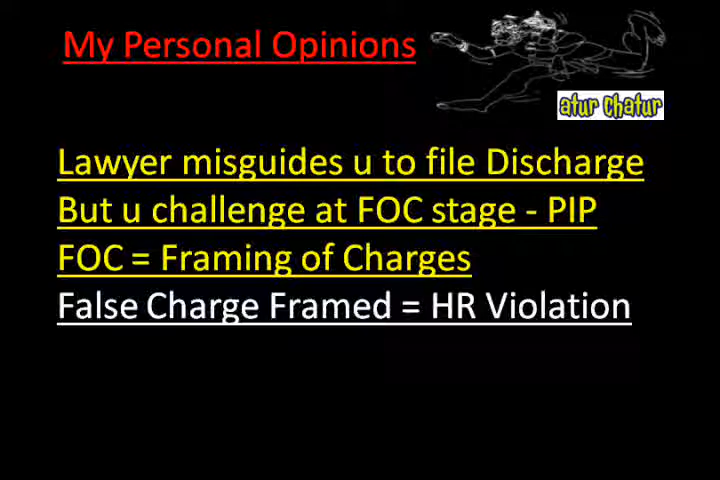 My Personal Opinions
atur chatur
Lawyer misguides u to file Discharge
But u challenge at FOC stage - PIP
FOC = Framing of Charges
False Charge Framed = HR Violation